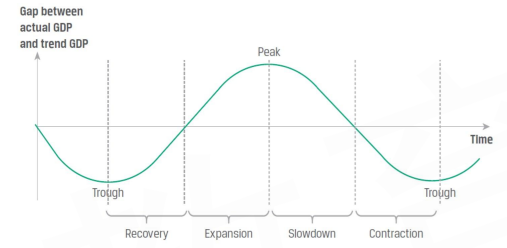 Gap between
actual GDP
and trend GDP
Peak
Time
Trough
Trough
Recovery
Expansion
Slowdown
Contraction